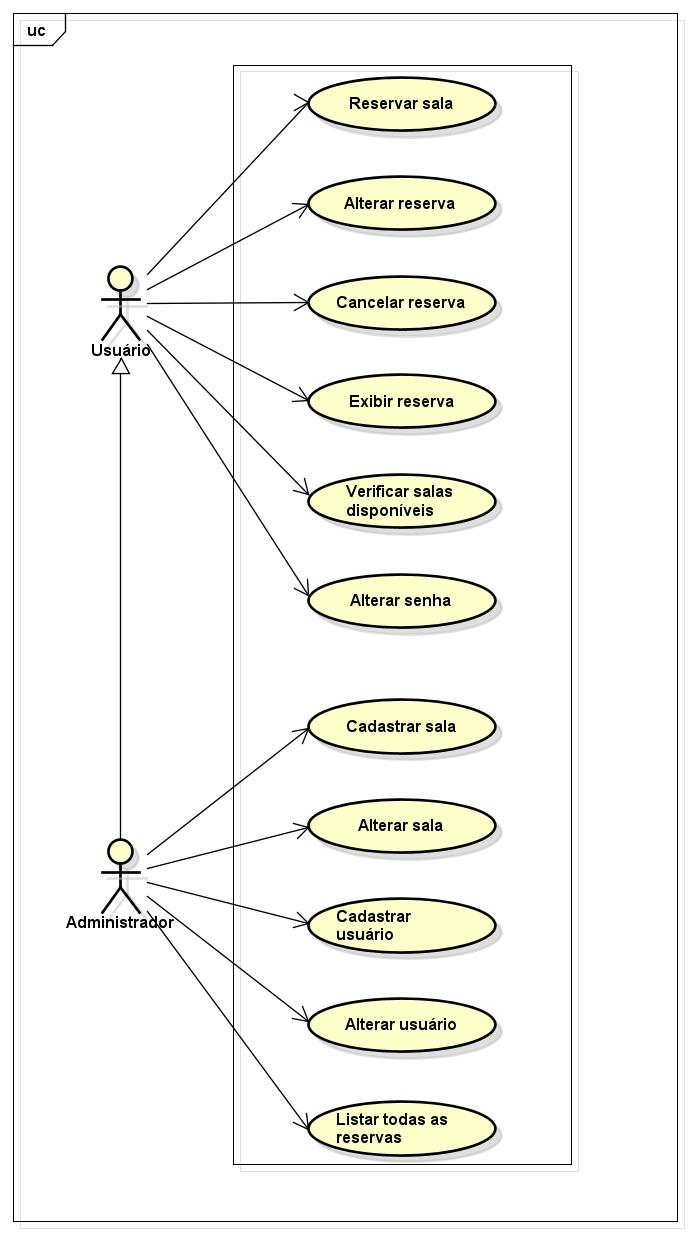 uc
Reservar sala
Alterar reserva
Usuário
Cancelar reserva
Exibir reserva
Verificar salas
disponíveis
Alterar senha
Cadastrar sala
Alterar sala
Administrador
Cadastrar
usuário
Alterar usuário
Listar todas as
reservas